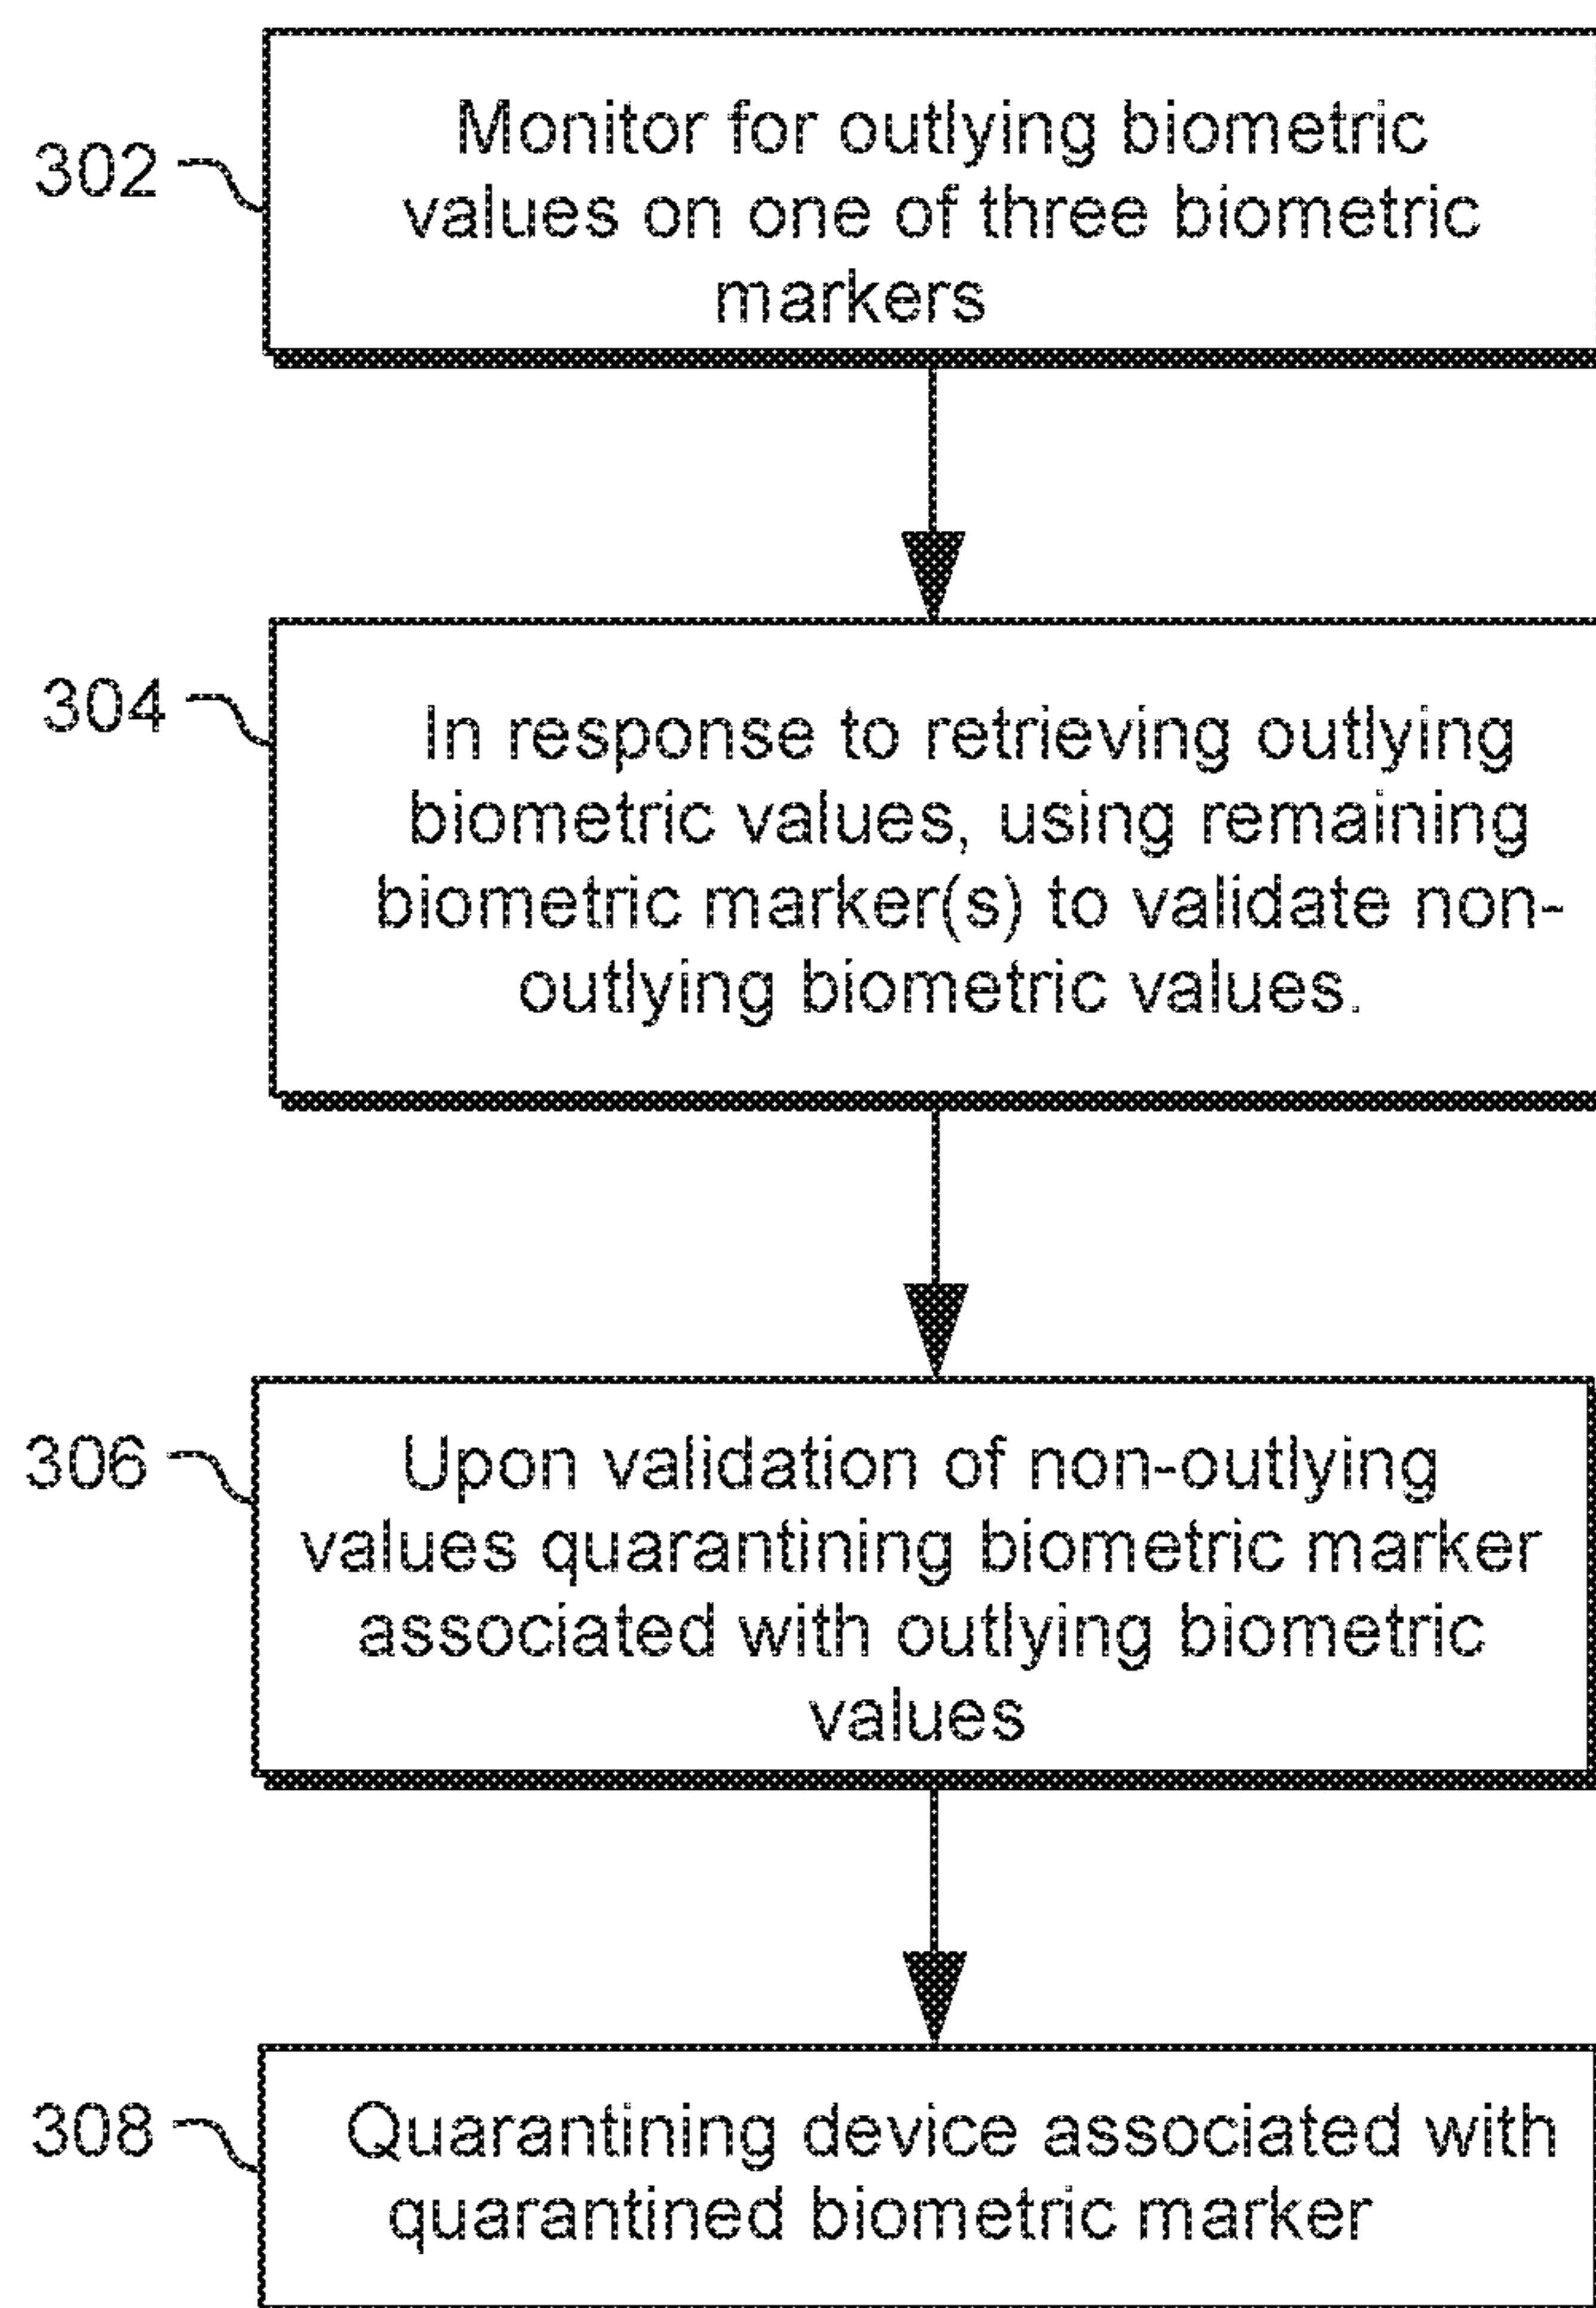 302
Monitor for outlying biometric
values on one of three biometric
markers
304
In response to retrieving outlying
biometric values, using remaining
biometric marker(s) to validate non-
outlying biometric values.
306
Upon validation of non-outlying
values quarantining biometric marker
associated with outlying biometric
values
308
Quarantining device associated with
quarantined biometric marker